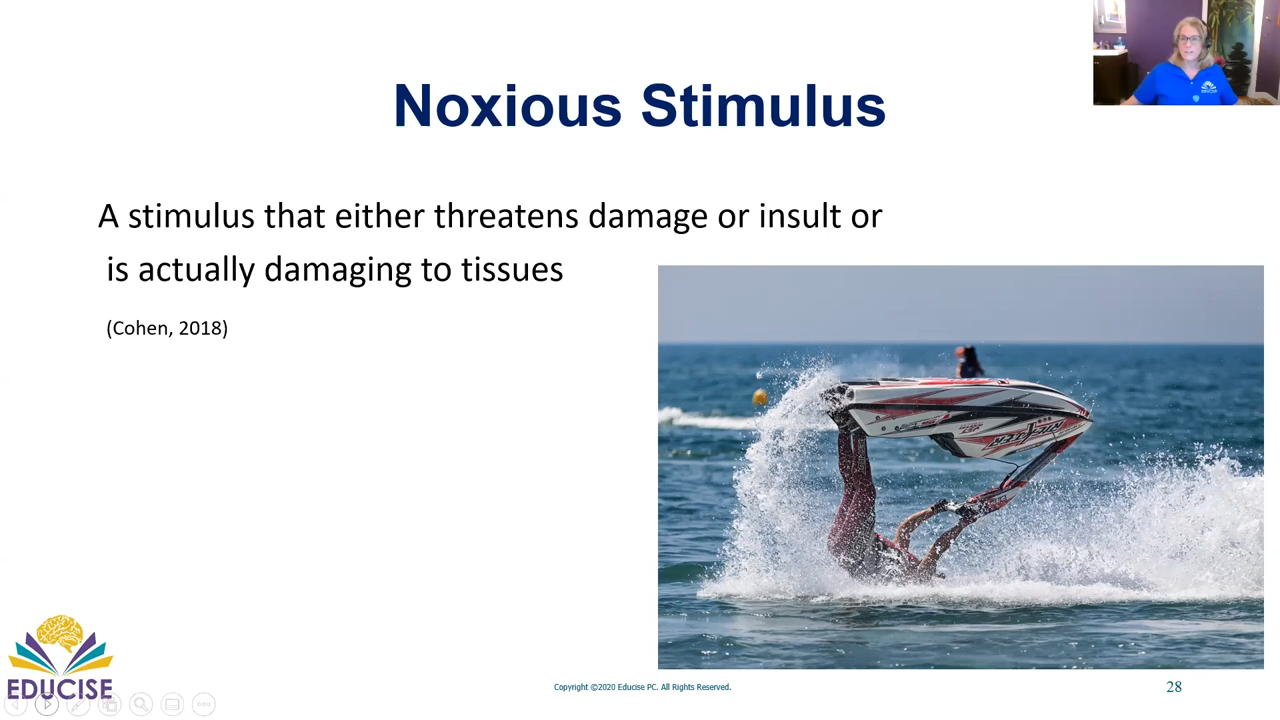 Noxious Stimulus
A stimulus that either threatens damage or insult or
is actually damaging to tissues
(Cohen, 2018)
EDUCISE
Copyright ©2020 Educise PC. All Rights Reserved.
28